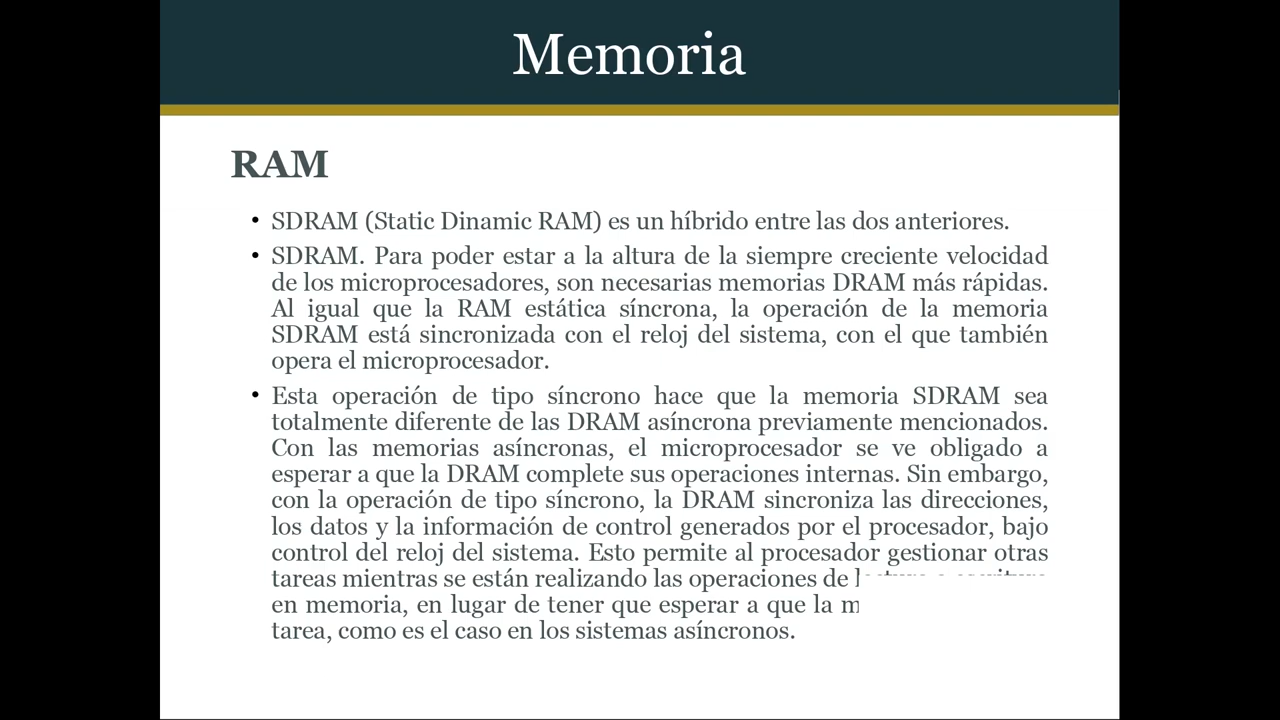 Memoria
RAM
• SDRAM (Static Dinamic RAM) es un híbrido entre las dos anteriores.
• SDRAM. Para poder estar a la altura de la siempre creciente velocidad
de los microprocesadores, son necesarias memorias DRAM más rápidas.
Al igual que la RAM estática síncrona, la operación de la memoria
SDRAM está sincronizada con el reloj del sistema, con el que también
opera el microprocesador.
• Esta operación de tipo síncrono hace que la memoria SDRAM sea
totalmente diferente de las DRAM asíncrona previamente mencionados.
Con las memorias asíncronas, el microprocesador se ve obligado a
esperar a que la DRAM complete sus operaciones internas. Sin embargo,
con la operación de tipo síncrono, la DRAM sincroniza las direcciones,
los datos y la información de control generados por el procesador, bajo
control del reloj del sistema. Esto permite al procesador gestionar otras
tareas mientras se están realizando las operaciones de
en memoria, en lugar de tener que esperar a que la
tarea, como es el caso en los sistemas asíncronos.